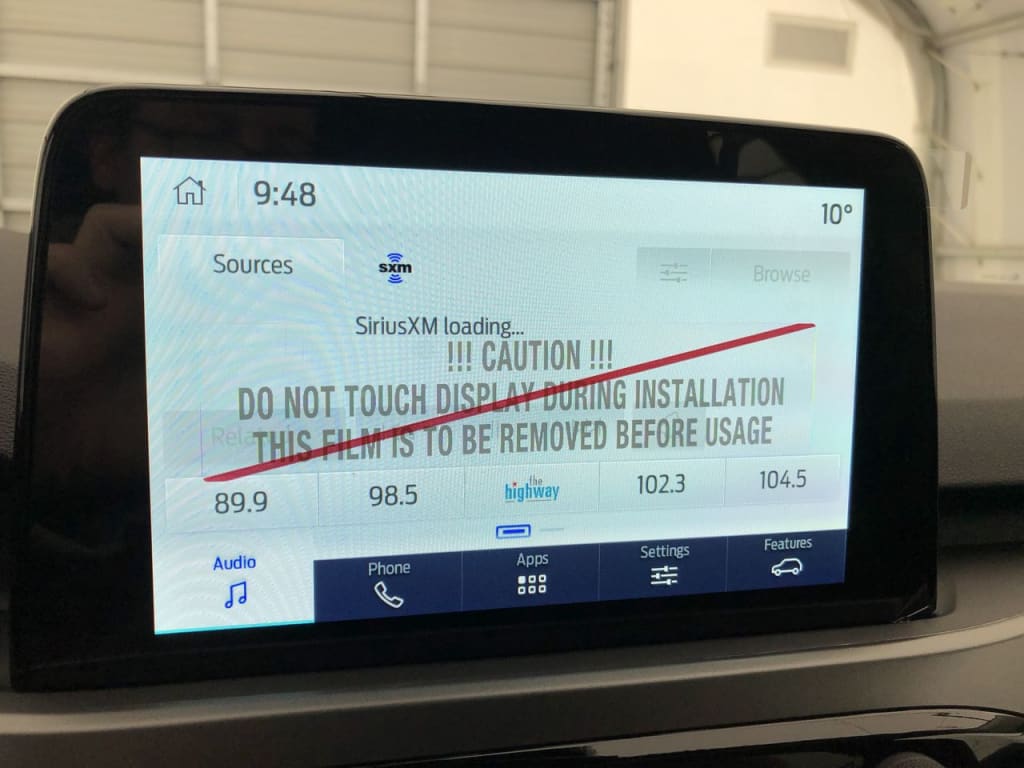 9:48
10°
Sources
sxm
Browse
SiriusXM loading...
!!! CAUTION !!!
DO NOT TOUCH DISPLAY DURING INSTALLATION
THIS FILM IS TO BE REMOVED BEFORE USAGE
89.9
98.5
the
highway
102.3
104.5
Audio
Phone
Apps
Settings
Features